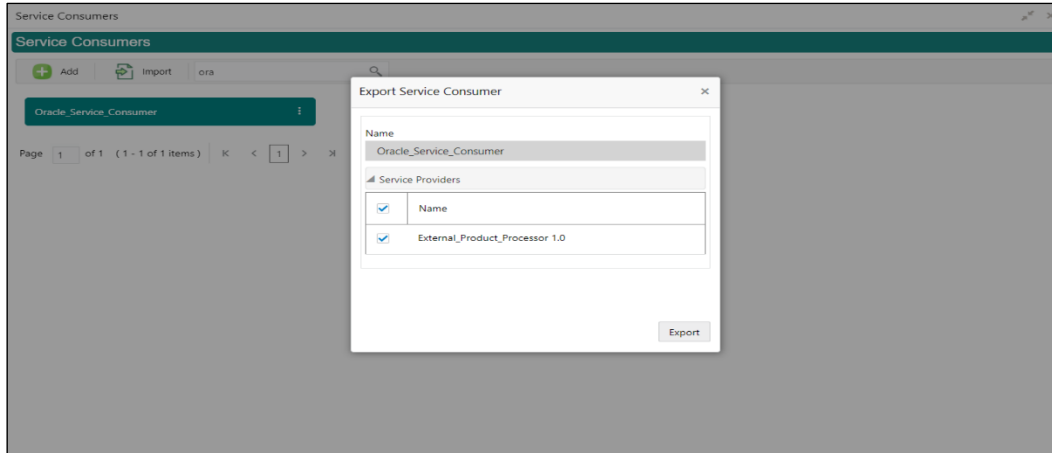 Service Consumers
Service Consumers
Add Import ora
Oracle_Service_Consumer
Page 1 of 1 (1 - 1 of 1 items) K < 1 > >|
Export Service Consumer
Name
Oracle_Service_Consumer
Service Providers
Name
External_Product_Processor 1.0
Export